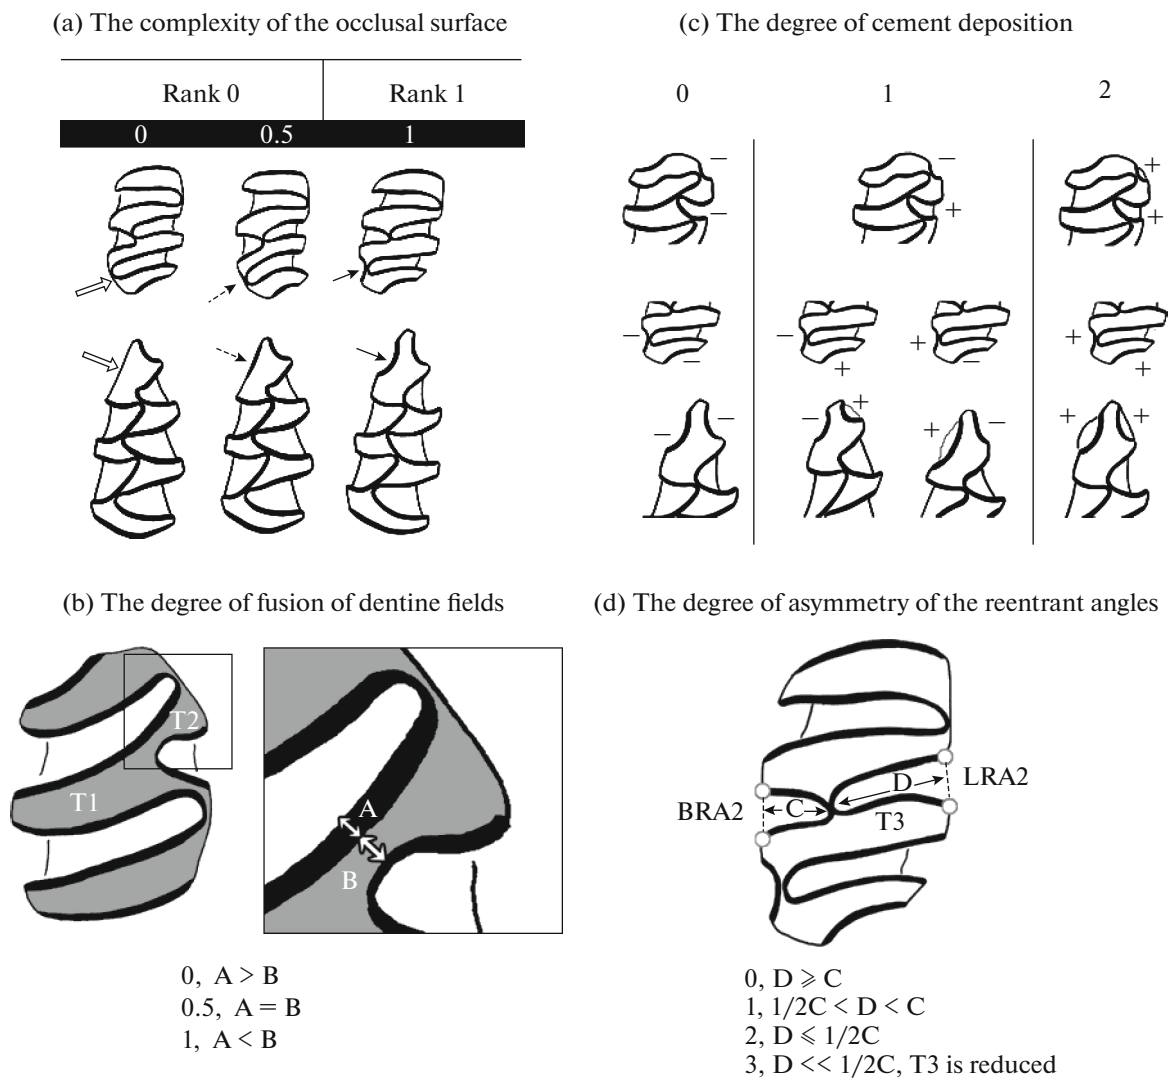 (a) The complexity of the occlusal surface
Rank 0 Rank 1
0 0.5 1
(c) The degree of cement deposition
0 1 2
− − +
− + +
− − + +
− + − +
− − + + − + +
(b) The degree of fusion of dentine fields
T2
T1
A
B
0, A > B
0.5, A = B
1, A < B
(d) The degree of asymmetry of the reentrant angles
D LRA2
BRA2 C
T3
0, D ⩾ C
1, 1/2C < D < C
2, D ⩽ 1/2C
3, D << 1/2C, T3 is reduced